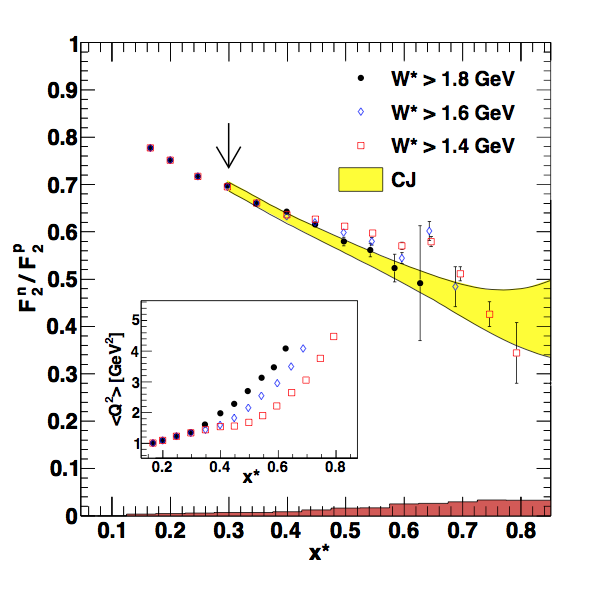 1
0.9
0.8
0.7
0.6
0.5
0.4
0.3
0.2
0.1
0
F₂ⁿ / F₂ᵖ
W* > 1.8 GeV
W* > 1.6 GeV
W* > 1.4 GeV
CJ
5
4
3
2
1
<Q²> [GeV²]
0.2 0.4 0.6 0.8
x*
0.1 0.2 0.3 0.4 0.5 0.6 0.7 0.8
x*